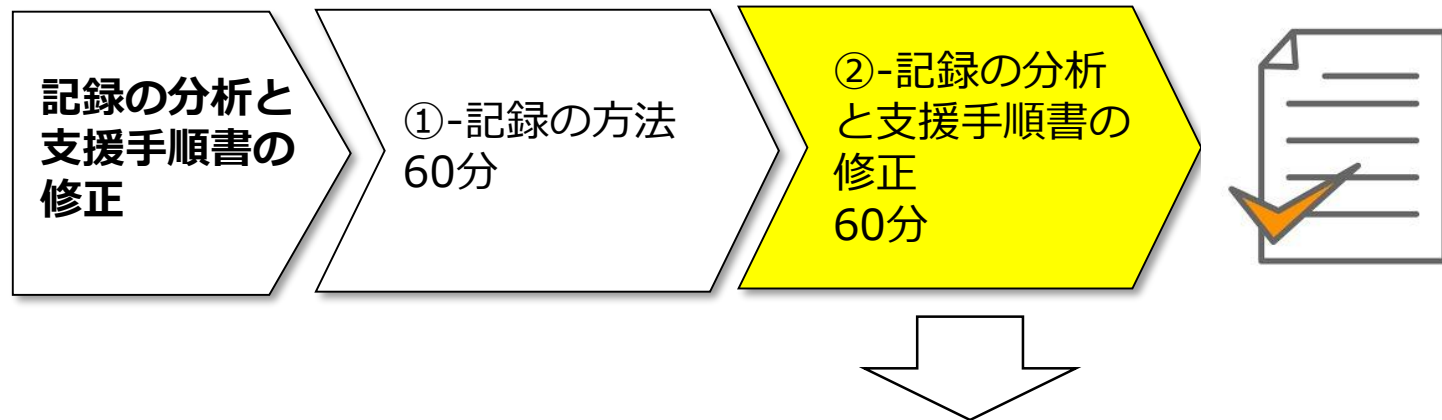 記録の分析と
支援手順書の
修正
①-記録の方法
60分
②-記録の分析
と支援手順書の
修正
60分